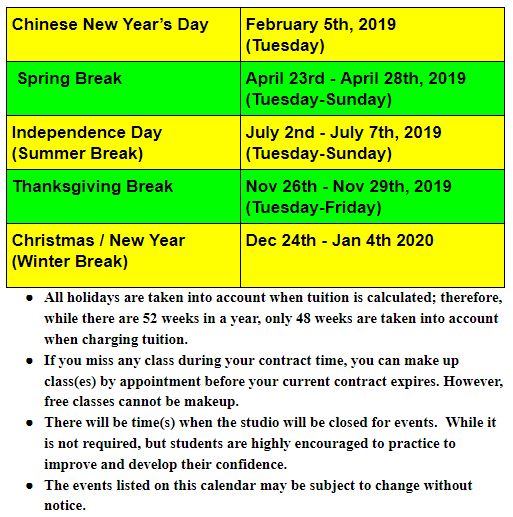 Chinese New Year’s Day February 5th, 2019
(Tuesday)
Spring Break April 23rd - April 28th, 2019
(Tuesday-Sunday)
Independence Day July 2nd - July 7th, 2019
(Summer Break) (Tuesday-Sunday)
Thanksgiving Break Nov 26th - Nov 29th, 2019
(Tuesday-Friday)
Christmas / New Year Dec 24th - Jan 4th 2020
(Winter Break)
● All holidays are taken into account when tuition is calculated; therefore,
while there are 52 weeks in a year, only 48 weeks are taken into account
when charging tuition.
● If you miss any class during your contract time, you can make up
class(es) by appointment before your current contract expires. However,
free classes cannot be makeup.
● There will be time(s) when the studio will be closed for events.  While it
is not required, but students are highly encouraged to practice to
improve and develop their confidence.
● The events listed on this calendar may be subject to change without
notice.